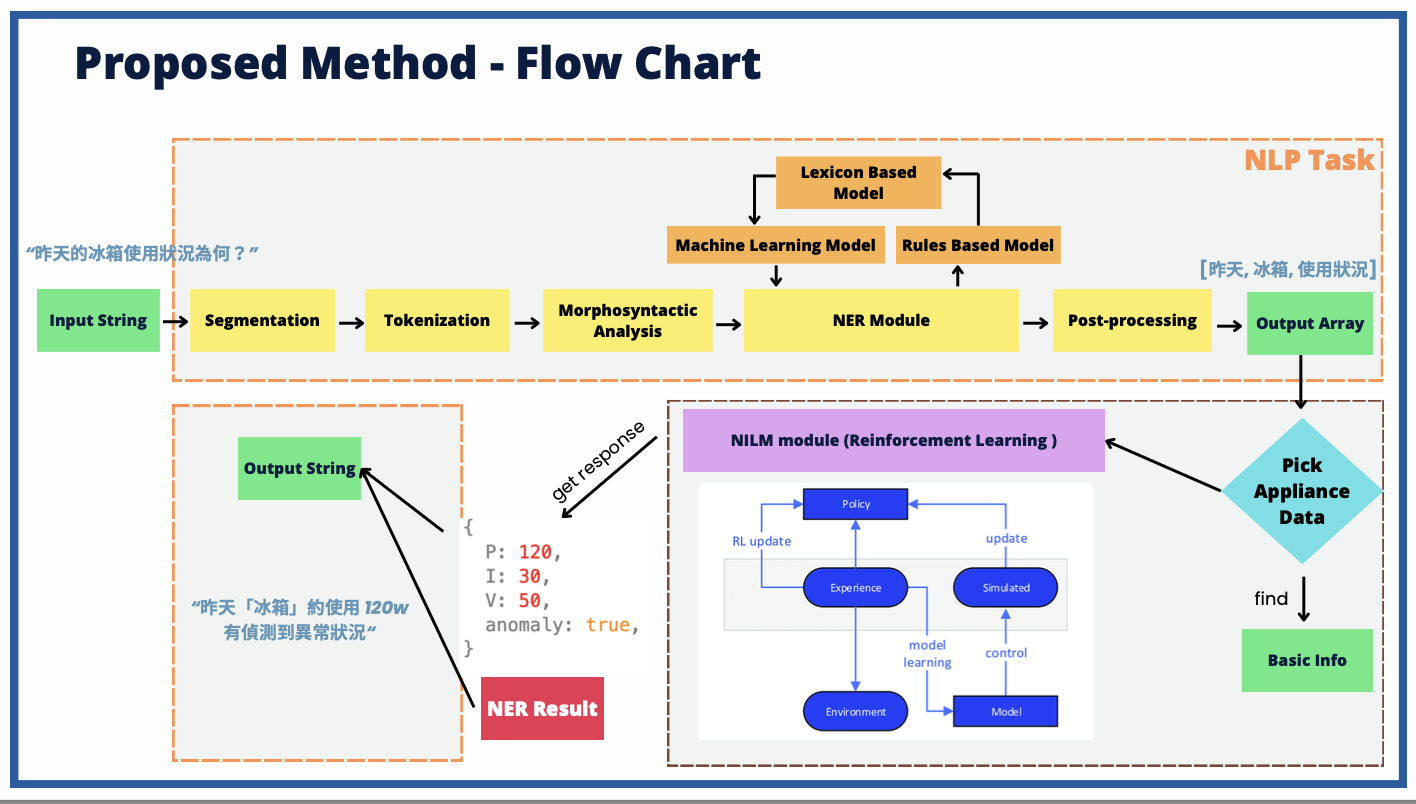 Proposed Method - Flow Chart
NLP Task
Lexicon Based
Model
Machine Learning Model
Rules Based Model
“昨天的冰箱使用狀況為何？”
[昨天, 冰箱, 使用狀況]
Input String
Segmentation
Tokenization
Morphosyntactic
Analysis
NER Module
Post-processing
Output Array
Output String
get response
NILM module (Reinforcement Learning )
Pick
Appliance
Data
{
P: 120,
I: 30,
V: 50,
anomaly: true,
}
“昨天「冰箱」約使用 120w
有偵測到異常狀況“
NER Result
Policy
RL update
update
Experience
Simulated
model
learning
control
Environment
Model
find
Basic Info